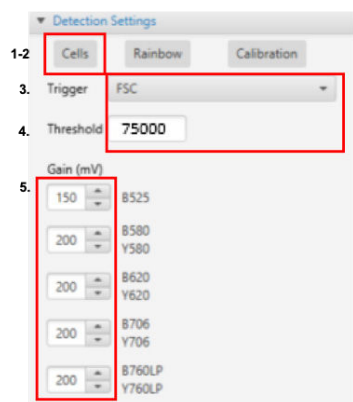 Detection Settings
1-2 Cells Rainbow Calibration
3. Trigger FSC
4. Threshold 75000
Gain (mV)
5. 150 B525
200 B580
Y580
200 B620
Y620
200 B706
Y706
200 B760LP
Y760LP